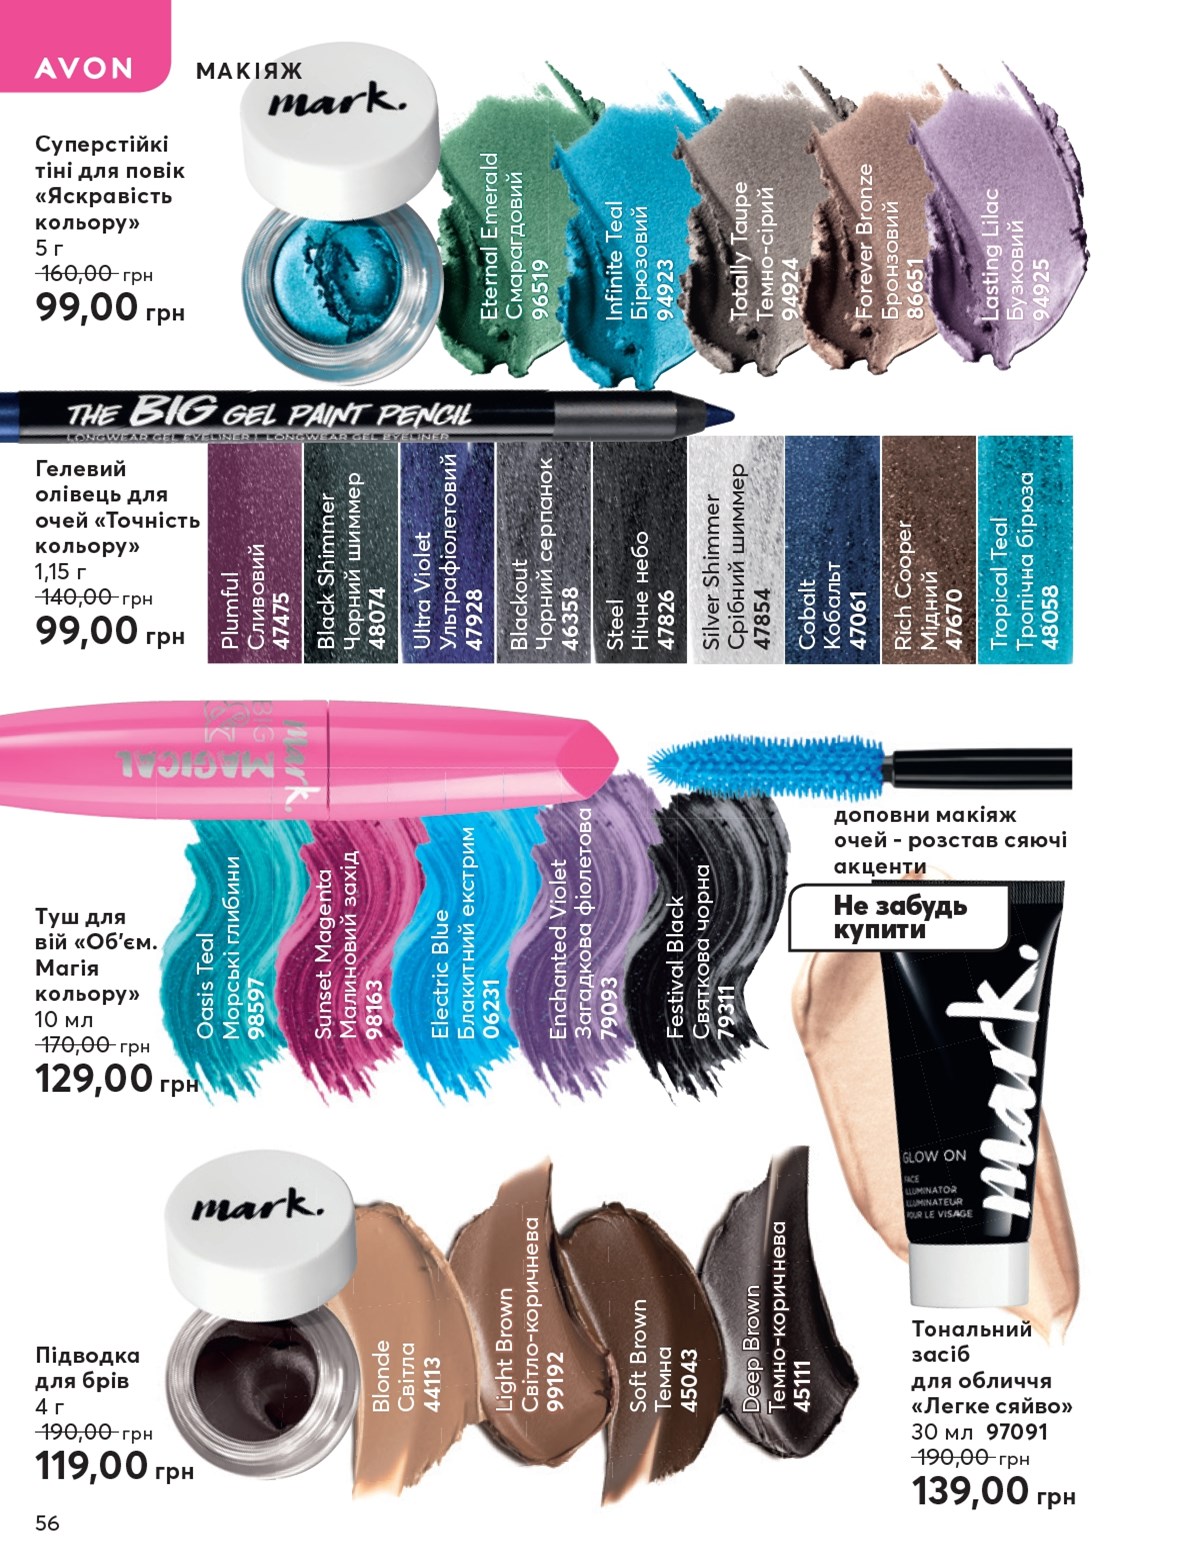 AVON
МАКІЯЖ
mark.
Суперстійкі
тіні для повік
«Яскравість
кольору»
5 г
160,00 грн
99,00 грн
Eternal Emerald
Смарагдовий
96519
Infinite Teal
Бірюзовий
94923
Totally Taupe
Темно-сірий
94924
Forever Bronze
Бронзовий
86651
Lasting Lilac
Бузковий
94925
THE BIG GEL PAINT PENCIL
LONGWEAR GEL EYELINER | LONGWEAR GEL EYELINER
Гелевий
олівець для
очей «Точність
кольору»
1,15 г
140,00 грн
99,00 грн
Plumful
Сливовий
47475
Black Shimmer
Чорний шиммер
48074
Ultra Violet
Ультрафіолетовий
47928
Blackout
Чорний серпанок
46358
Steel
Нічне небо
47826
Silver Shimmer
Срібний шиммер
47854
Cobalt
Кобальт
47061
Rich Cooper
Мідний
47670
Tropical Teal
Тропічна бірюза
48058
mark.
BIG
MAGICAL
доповни макіяж
очей - розстав сяючі
акценти
Не забудь
купити
Туш для
вій «Об’єм.
Магія
кольору»
10 мл
170,00 грн
129,00 грн
Oasis Teal
Морські глибини
98597
Sunset Magenta
Малиновий захід
98163
Electric Blue
Блакитний екстрим
06231
Enchanted Violet
Загадкова фіолетова
79093
Festival Black
Святкова чорна
79311
mark.
GLOW ON
FACE
ILLUMINATOR
ILLUMINATEUR
POUR LE VISAGE
mark.
Підводка
для брів
4 г
190,00 грн
119,00 грн
Blonde
Світла
44113
Light Brown
Світло-коричнева
99192
Soft Brown
Темна
45043
Deep Brown
Темно-коричнева
45111
Тональний
засіб
для обличчя
«Легке сяйво»
30 мл 97091
190,00 грн
139,00 грн
56